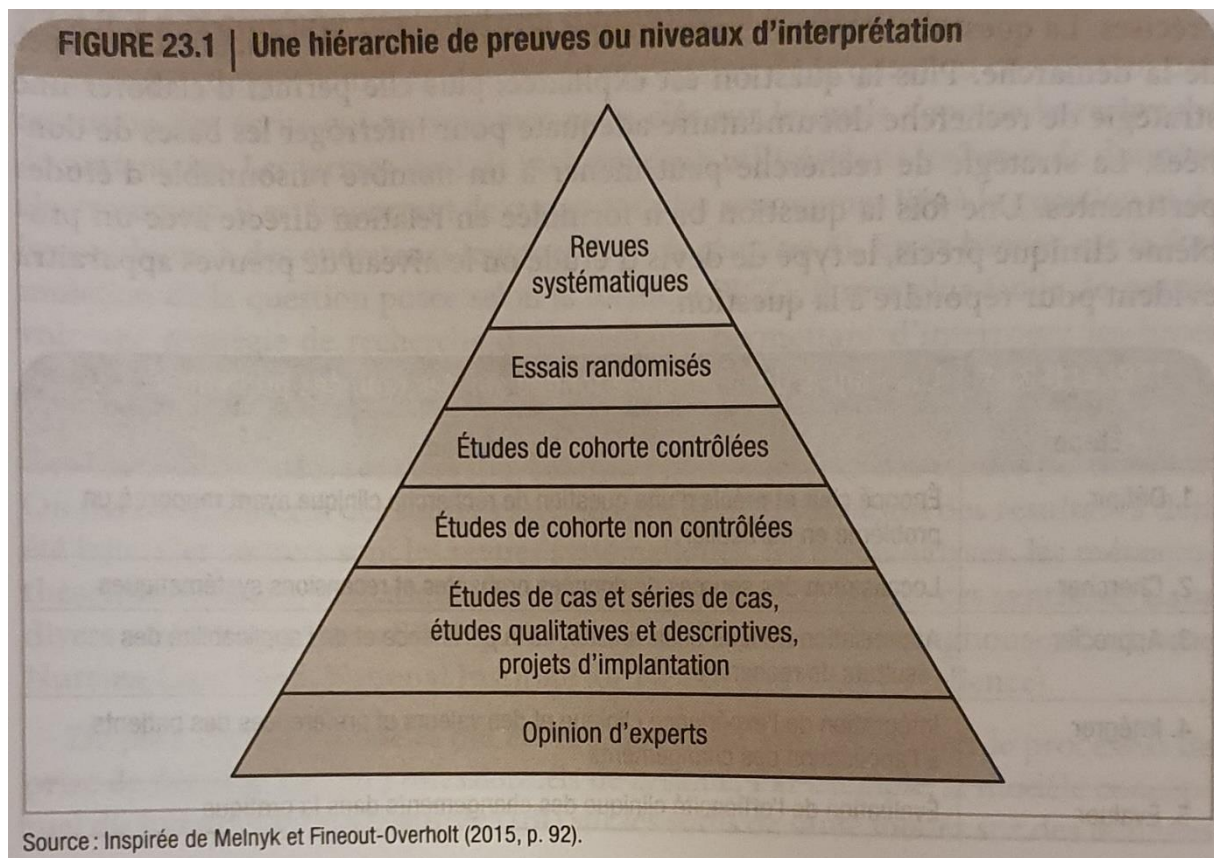 FIGURE 23.1 | Une hiérarchie de preuves ou niveaux d'interprétation
Revues
systématiques
Essais randomisés
Études de cohorte contrôlées
Études de cohorte non contrôlées
Études de cas et séries de cas,
études qualitatives et descriptives,
projets d'implantation
Opinion d'experts
Source : Inspirée de Melnyk et Fineout-Overholt (2015, p. 92).